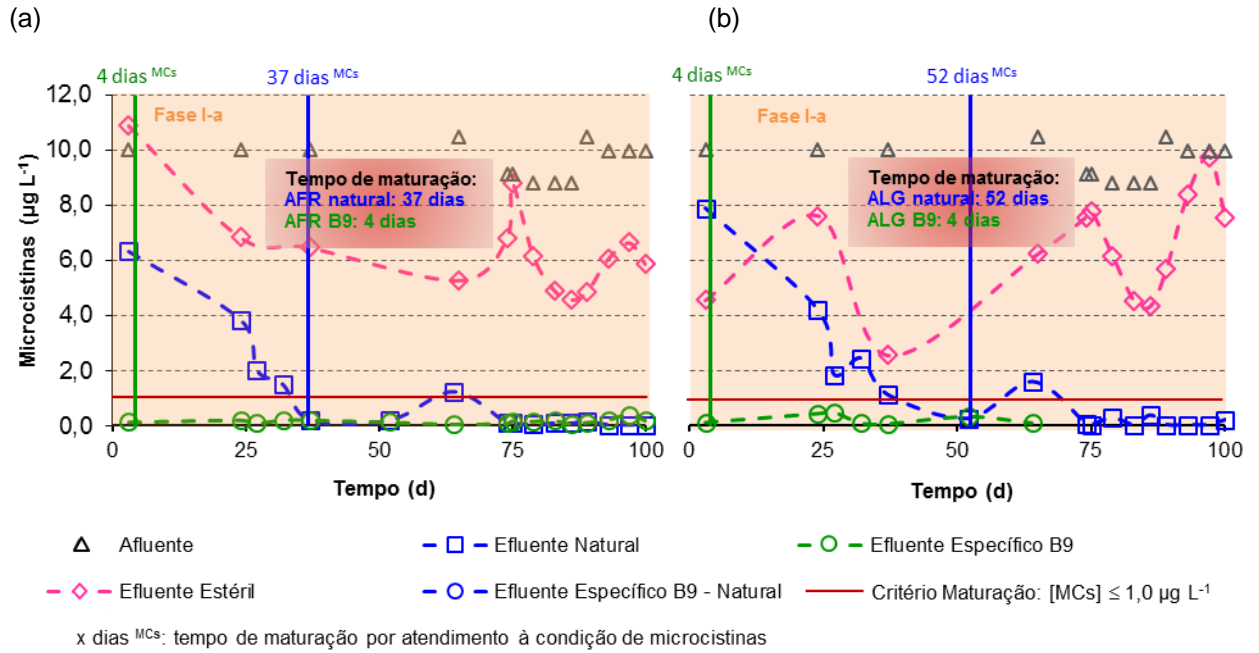 (a)
(b)
4 dias MCs
37 dias MCs
4 dias MCs
52 dias MCs
12,0
10,0
8,0
6,0
4,0
2,0
0,0
Microcistinas (µg L-1)
Fase I-a
Tempo de maturação:
AFR natural: 37 dias
AFR B9: 4 dias
0
25
50
75
100
Tempo (d)
Fase I-a
Tempo de maturação:
ALG natural: 52 dias
ALG B9: 4 dias
0
25
50
75
100
Tempo (d)
Afluente
Efluente Natural
Efluente Específico B9
Efluente Estéril
Efluente Específico B9 - Natural
Critério Maturação: [MCs] ≤ 1,0 µg L-1
x dias MCs: tempo de maturação por atendimento à condição de microcistinas